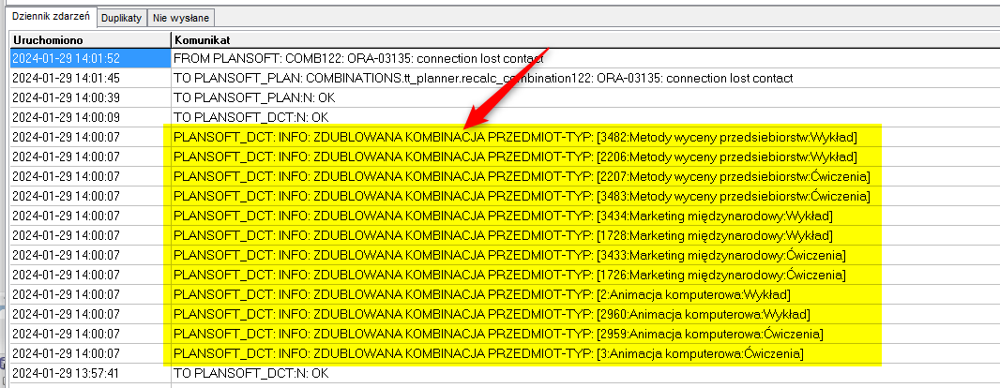 Dziennik zdarzeń Duplikaty Nie wysłane
Uruchomiono Komunikat
2024-01-29 14:01:52 FROM PLANSOFT: COMB122: ORA-03135: connection lost contact
2024-01-29 14:01:45 TO PLANSOFT_PLAN: COMBINATIONS.tt_planner.recalc_combination122: ORA-03135: connection lost contact
2024-01-29 14:00:39 TO PLANSOFT_PLAN:N: OK
2024-01-29 14:00:09 TO PLANSOFT_DCT:N: OK
2024-01-29 14:00:07 PLANSOFT_DCT: INFO: ZDUBLOWANA KOMBINACJA PRZEDMIOT-TYP: [3482:Metody wyceny przedsiebiorstw:Wykład]
2024-01-29 14:00:07 PLANSOFT_DCT: INFO: ZDUBLOWANA KOMBINACJA PRZEDMIOT-TYP: [2206:Metody wyceny przedsiebiorstw:Wykład]
2024-01-29 14:00:07 PLANSOFT_DCT: INFO: ZDUBLOWANA KOMBINACJA PRZEDMIOT-TYP: [2207:Metody wyceny przedsiebiorstw:Ćwiczenia]
2024-01-29 14:00:07 PLANSOFT_DCT: INFO: ZDUBLOWANA KOMBINACJA PRZEDMIOT-TYP: [3483:Metody wyceny przedsiebiorstw:Ćwiczenia]
2024-01-29 14:00:07 PLANSOFT_DCT: INFO: ZDUBLOWANA KOMBINACJA PRZEDMIOT-TYP: [3434:Marketing międzynarodowy:Wykład]
2024-01-29 14:00:07 PLANSOFT_DCT: INFO: ZDUBLOWANA KOMBINACJA PRZEDMIOT-TYP: [1728:Marketing międzynarodowy:Wykład]
2024-01-29 14:00:07 PLANSOFT_DCT: INFO: ZDUBLOWANA KOMBINACJA PRZEDMIOT-TYP: [3433:Marketing międzynarodowy:Ćwiczenia]
2024-01-29 14:00:07 PLANSOFT_DCT: INFO: ZDUBLOWANA KOMBINACJA PRZEDMIOT-TYP: [1726:Marketing międzynarodowy:Ćwiczenia]
2024-01-29 14:00:07 PLANSOFT_DCT: INFO: ZDUBLOWANA KOMBINACJA PRZEDMIOT-TYP: [2:Animacja komputerowa:Wykład]
2024-01-29 14:00:07 PLANSOFT_DCT: INFO: ZDUBLOWANA KOMBINACJA PRZEDMIOT-TYP: [2960:Animacja komputerowa:Wykład]
2024-01-29 14:00:07 PLANSOFT_DCT: INFO: ZDUBLOWANA KOMBINACJA PRZEDMIOT-TYP: [2959:Animacja komputerowa:Ćwiczenia]
2024-01-29 14:00:07 PLANSOFT_DCT: INFO: ZDUBLOWANA KOMBINACJA PRZEDMIOT-TYP: [3:Animacja komputerowa:Ćwiczenia]
2024-01-29 13:57:41 TO PLANSOFT_DCT:N: OK